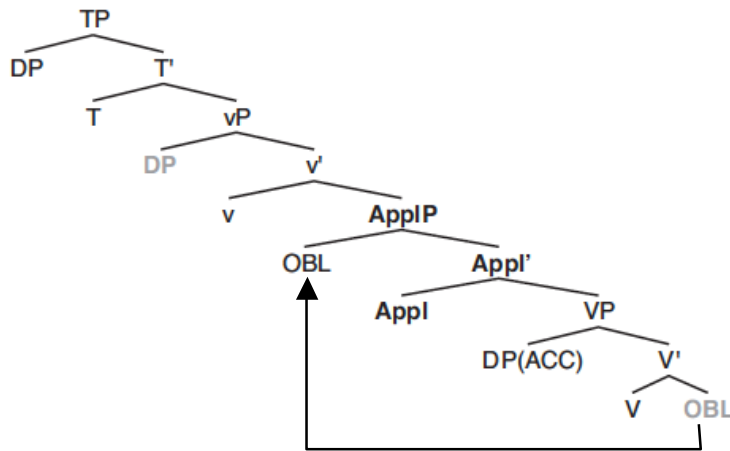 TP
DP T'
T vP
DP v'
v ApplP
OBL Appl’
Appl VP
DP(ACC) V'
V OBL